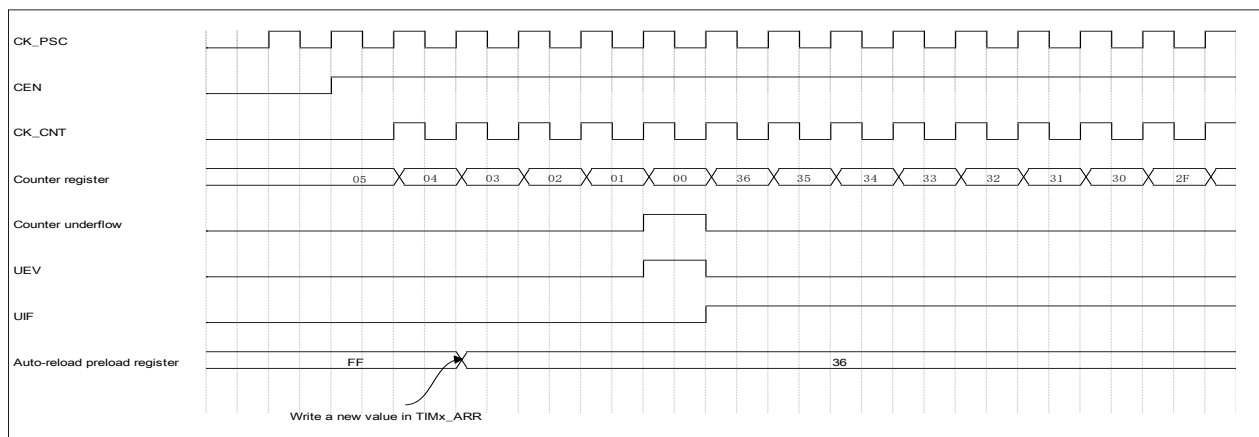 CK_PSC
CEN
CK_CNT
Counter register 05 04 03 02 01 00 36 35 34 33 32 31 30 2F
Counter underflow
UEV
UIF
Auto-reload preload register FF 36
Write a new value in TIMx_ARR